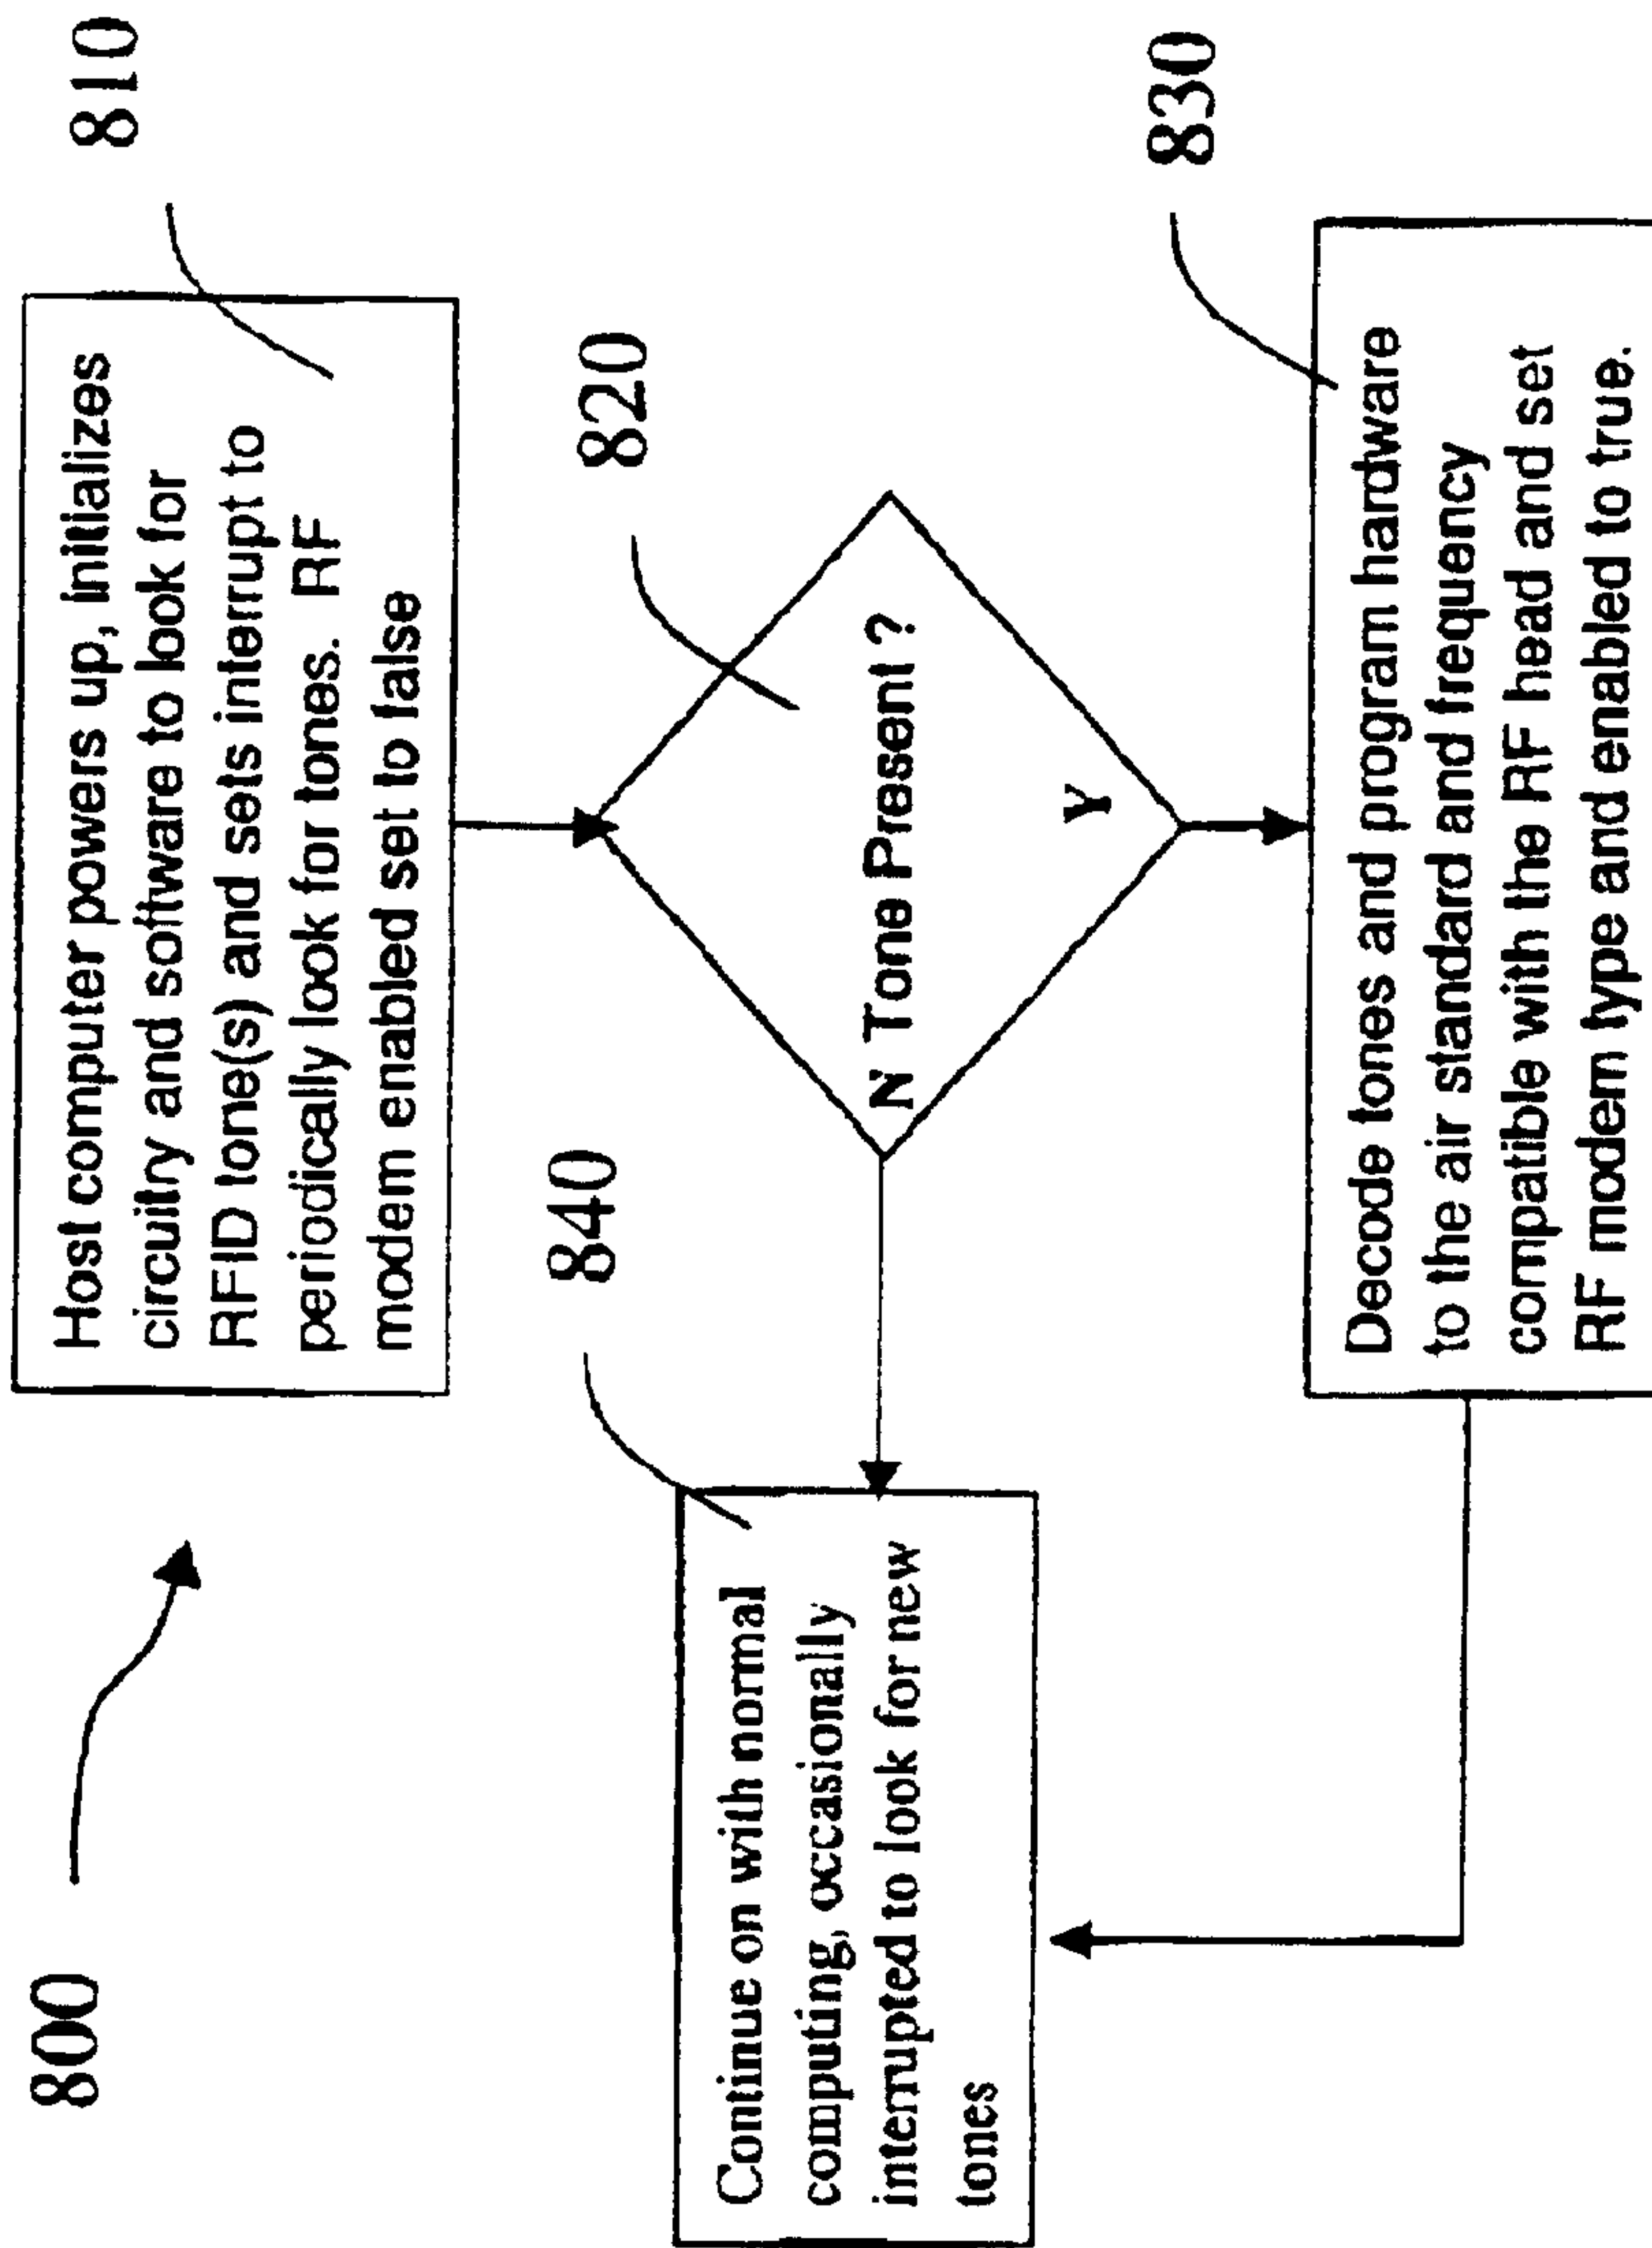 800
810
Host computer powers up, initializes
circuitry and software to look for
RFID tone(s) and sets interrupt to
periodically look for tones. RF
modem enabled set to false
820
N Tone Present ?
Y
840
Continue on with normal
computing, occasionally
interrupted to look for new
tones
830
Decode tones and program hardware
to the air standard and frequency
compatible with the RF head and set
RF modem type and enabled to true.